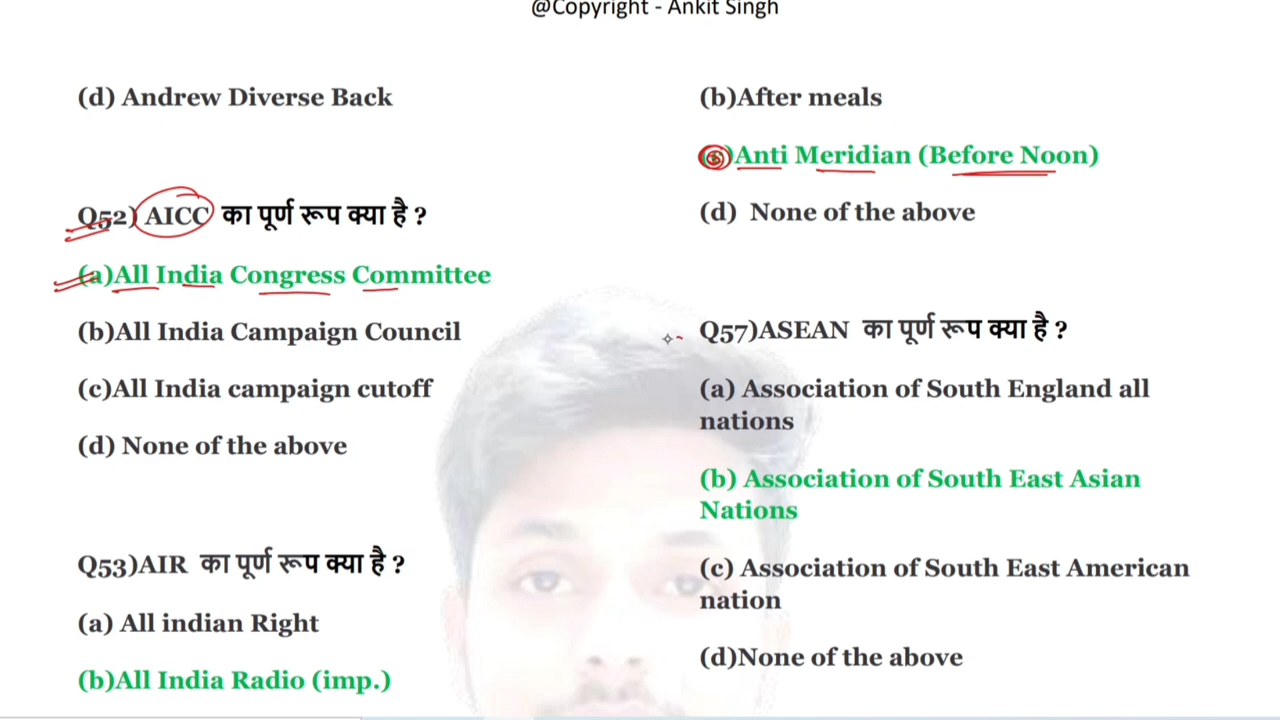 @Copyright - Ankit Singh
(d) Andrew Diverse Back
Q52) AICC का पूर्ण रूप क्या है ?
(a)All India Congress Committee
(b)All India Campaign Council
(c)All India campaign cutoff
(d) None of the above
Q53)AIR का पूर्ण रूप क्या है ?
(a) All indian Right
(b)All India Radio (imp.)
(b)After meals
Anti Meridian (Before Noon)
(d) None of the above
Q57)ASEAN का पूर्ण रूप क्या है ?
(a) Association of South England all
nations
(b) Association of South East Asian
Nations
(c) Association of South East American
nation
(d)None of the above